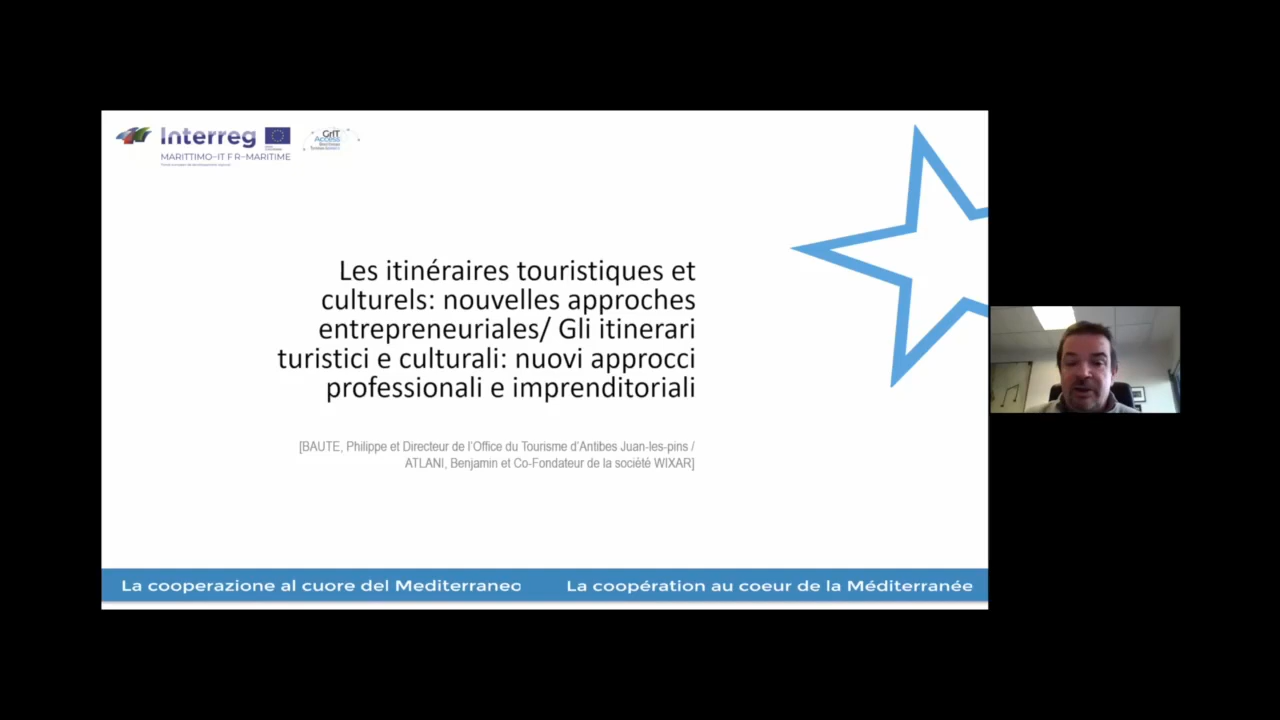 Interreg
MARITTIMO-IT FR-MARITIME
GrIT
Access
Les itinéraires touristiques et
culturels: nouvelles approches
entrepreneuriales/ Gli itinerari
turistici e culturali: nuovi approcci
professionali e imprenditoriali
[BAUTE, Philippe et Directeur de l'Office du Tourisme d'Antibes Juan-les-pins /
ATLANI, Benjamin et Co-Fondateur de la société WIXAR]
La cooperazione al cuore del Mediterraneo
La coopération au coeur de la Méditerranée